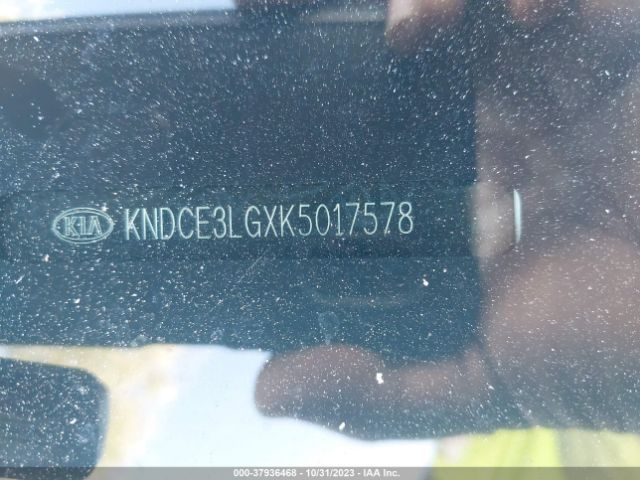 KIA KNDCE3LGXK5017578
000-37936468 - 10/31/2023 - IAA Inc.